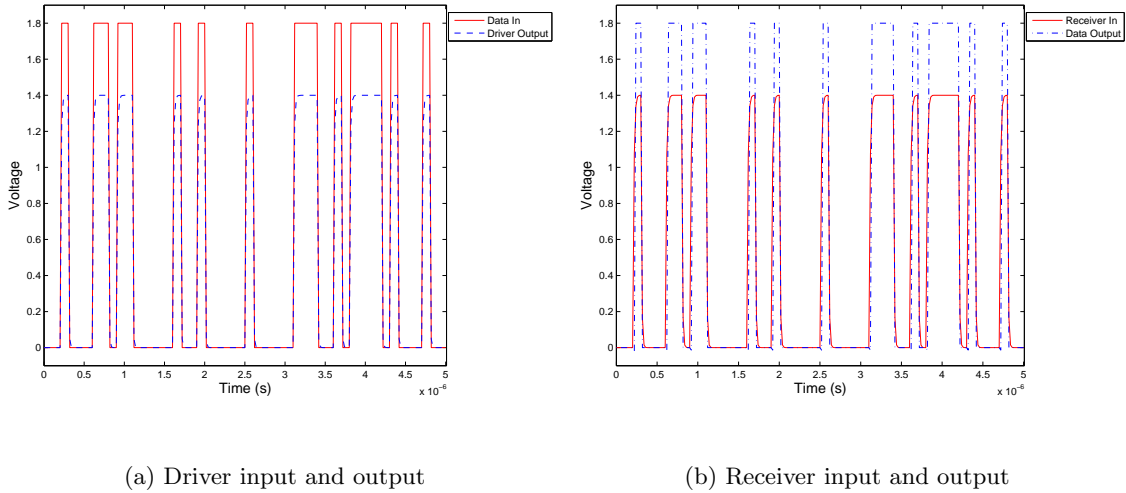 1.8
1.6
1.4
1.2
1
0.8
0.6
0.4
0.2
0
Voltage
0 0.5 1 1.5 2 2.5 3 3.5 4 4.5 5
Time (s)
x 10⁻⁶
Data In
Driver Output
1.8
1.6
1.4
1.2
1
0.8
0.6
0.4
0.2
0
Voltage
0 0.5 1 1.5 2 2.5 3 3.5 4 4.5 5
Time (s)
x 10⁻⁶
Receiver In
Data Output
(a) Driver input and output
(b) Receiver input and output